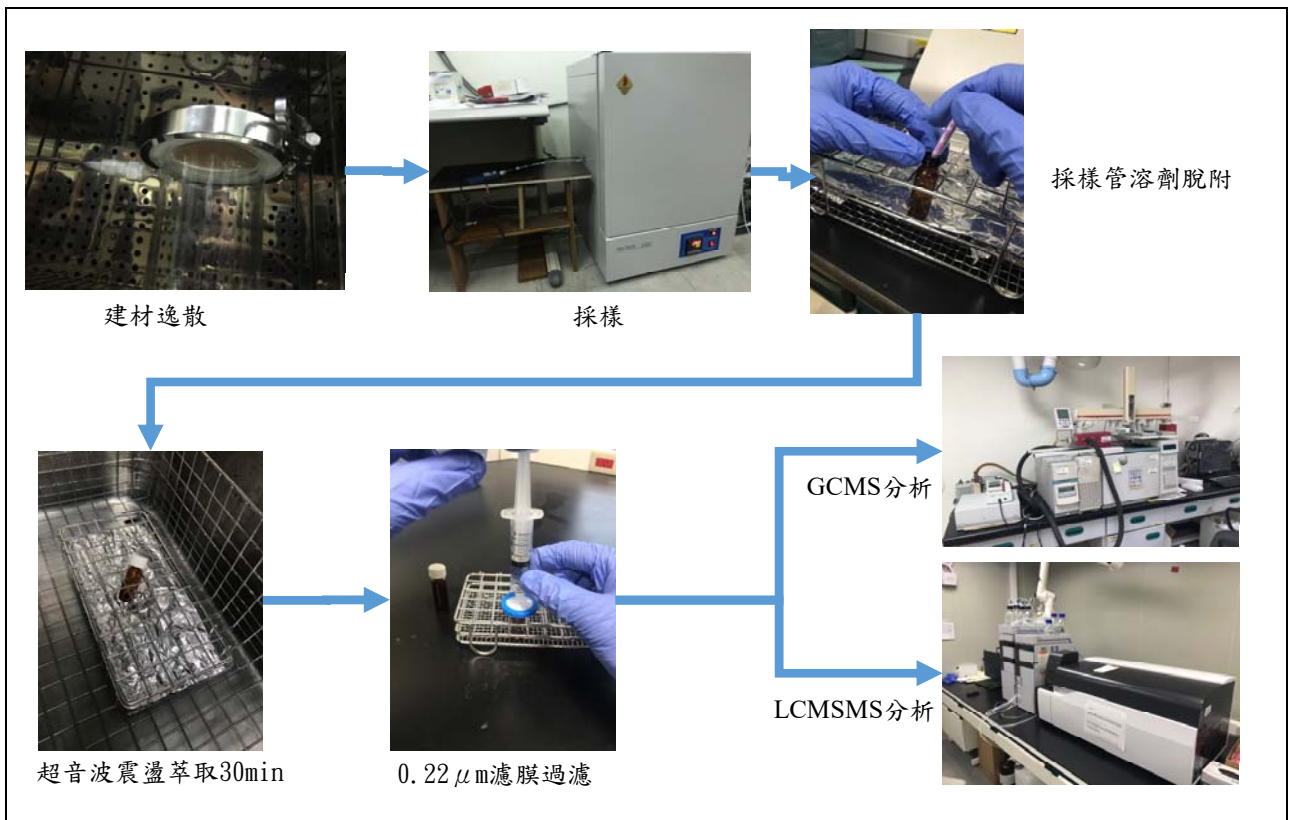 建材逸散
採樣
採樣管溶劑脫附
超音波震盪萃取30min
0.22μm濾膜過濾
GCMS分析
LCMSMS分析